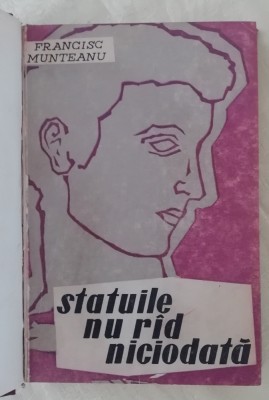 FRANCISC
MUNTEANU
statuile
nu rîd
niciodată